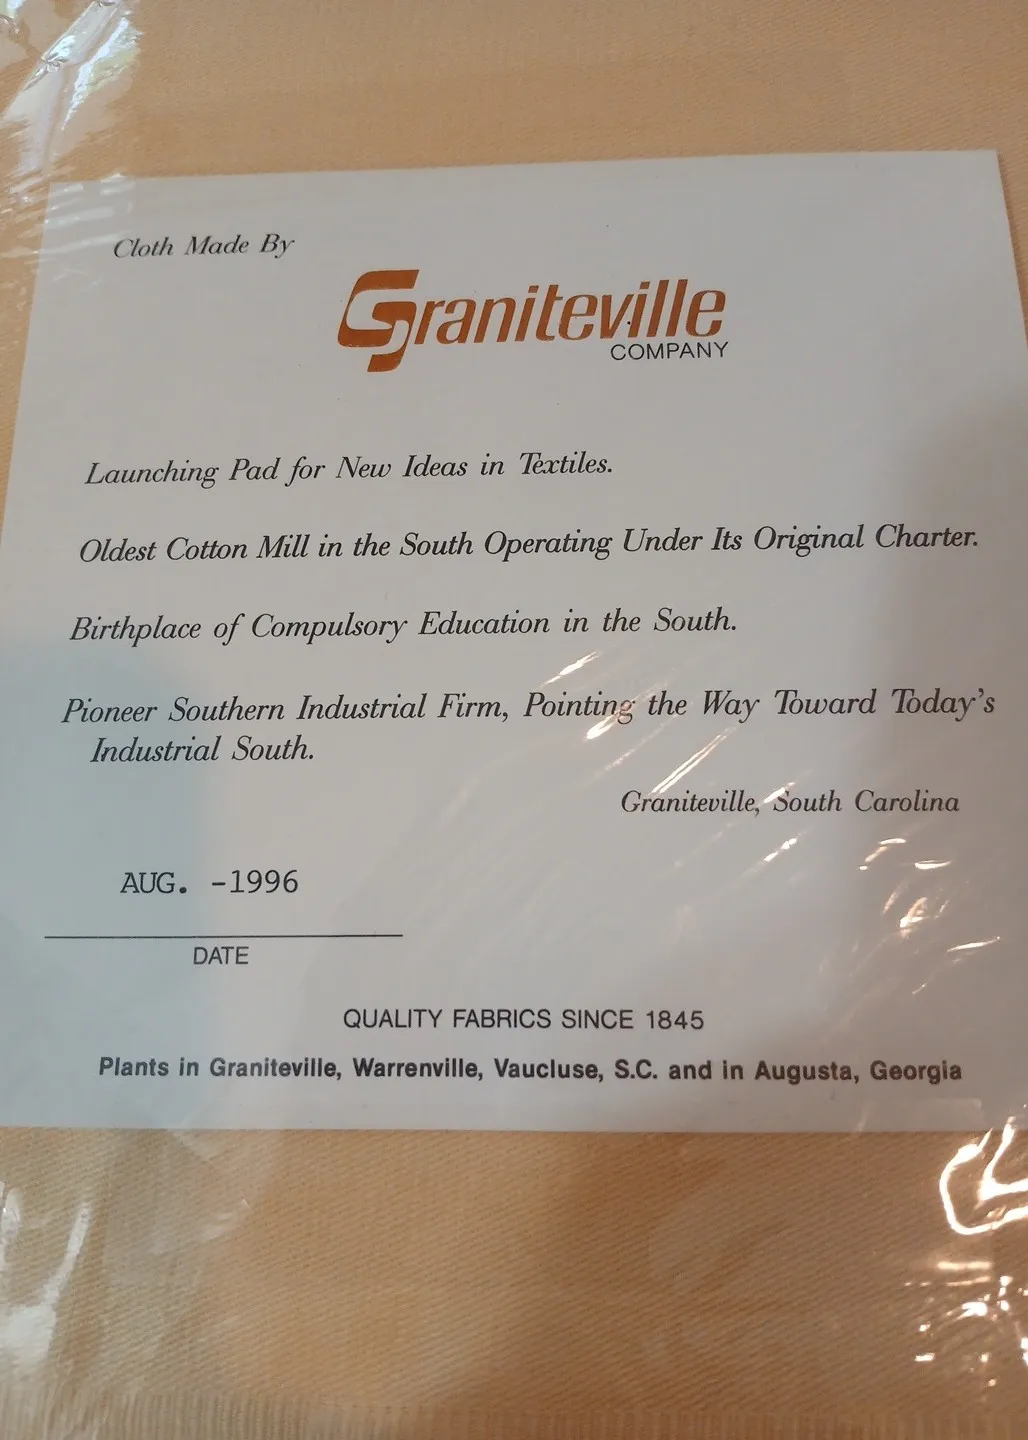 Cloth Made By
Graniteville
COMPANY
Launching Pad for New Ideas in Textiles.
Oldest Cotton Mill in the South Operating Under Its Original Charter.
Birthplace of Compulsory Education in the South.
Pioneer Southern Industrial Firm, Pointing the Way Toward Today's
Industrial South.
Graniteville, South Carolina
AUG. -1996
DATE
QUALITY FABRICS SINCE 1845
Plants in Graniteville, Warrenville, Vaucluse, S.C. and in Augusta, Georgia